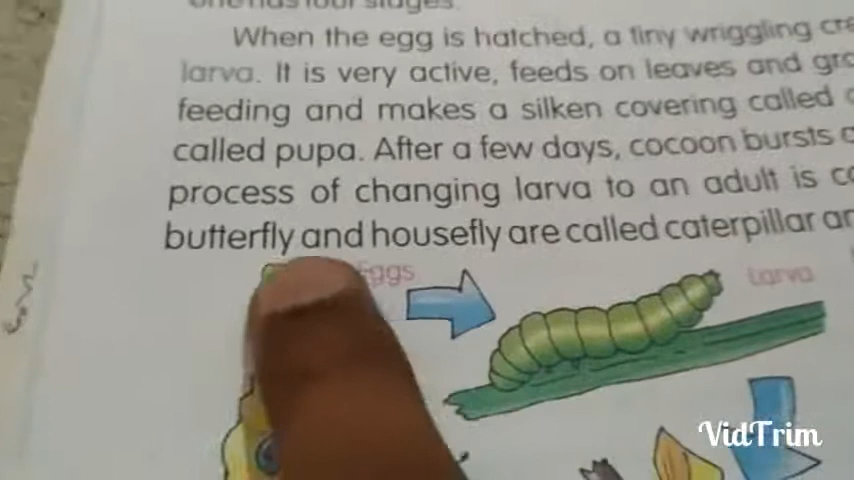 When the egg is hatched, a tiny wriggling
larva. It is very active, feeds on leaves and
feeding and makes a silken covering called
called pupa. After a few days, cocoon bursts
process of changing larva to an adult is
butterfly and housefly are called caterpillar
Eggs
Larva
VidTrim